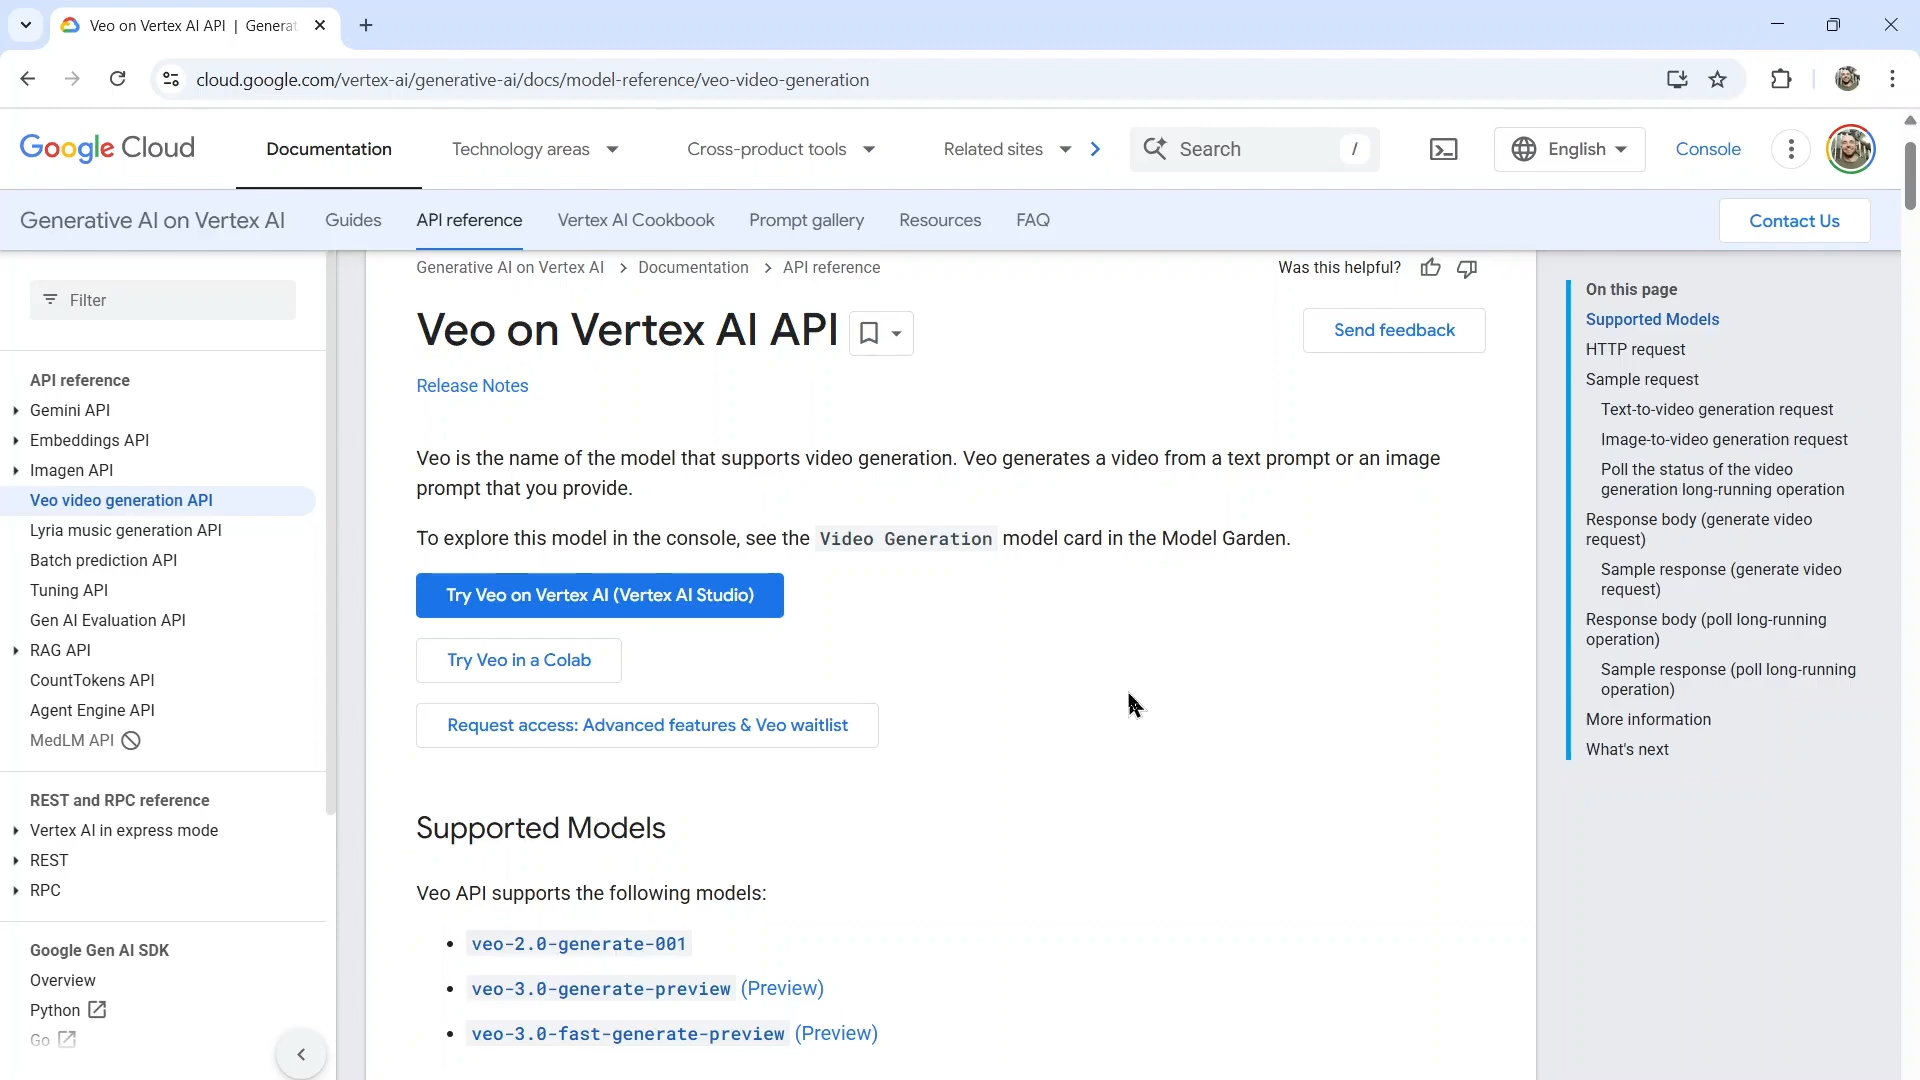 Veo on Vertex AI API | Generat
cloud.google.com/vertex-ai/generative-ai/docs/model-reference/veo-video-generation
Google Cloud
Documentation
Technology areas
Cross-product tools
Related sites
Search
/
English
Console
Generative AI on Vertex AI
Guides
API reference
Vertex AI Cookbook
Prompt gallery
Resources
FAQ
Contact Us
Filter
API reference
Gemini API
Embeddings API
Imagen API
Veo video generation API
Lyria music generation API
Batch prediction API
Tuning API
Gen AI Evaluation API
RAG API
CountTokens API
Agent Engine API
MedLM API
REST and RPC reference
Vertex AI in express mode
REST
RPC
Google Gen AI SDK
Overview
Python
Go
Generative AI on Vertex AI > Documentation > API reference
Was this helpful?
Veo on Vertex AI API
Send feedback
Release Notes
Veo is the name of the model that supports video generation. Veo generates a video from a text prompt or an image
prompt that you provide.
To explore this model in the console, see the Video Generation model card in the Model Garden.
Try Veo on Vertex AI (Vertex AI Studio)
Try Veo in a Colab
Request access: Advanced features & Veo waitlist
Supported Models
Veo API supports the following models:
• veo-2.0-generate-001
• veo-3.0-generate-preview (Preview)
• veo-3.0-fast-generate-preview (Preview)
On this page
Supported Models
HTTP request
Sample request
Text-to-video generation request
Image-to-video generation request
Poll the status of the video
generation long-running operation
Response body (generate video
request)
Sample response (generate video
request)
Response body (poll long-running
operation)
Sample response (poll long-running
operation)
More information
What's next